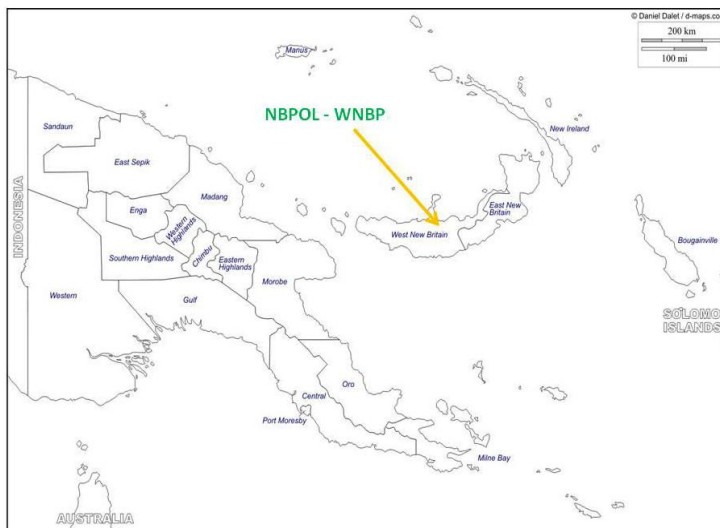 © Daniel Dalet / d-maps.co
200 km
100 mi
Manus
NBPOL - WNBP
New Ireland
Sandaun
East Sepik
Madang
INDONESIA
Enga
Western
Highlands
East New
Britain
West New Britain
Bougainville
Southern Highlands
Chimbu
Eastern
Highlands
Morobe
Western
Gulf
SOLOMO
ISLANDS
Oro
Central
Port Moresby
Milne Bay
AUSTRALIA